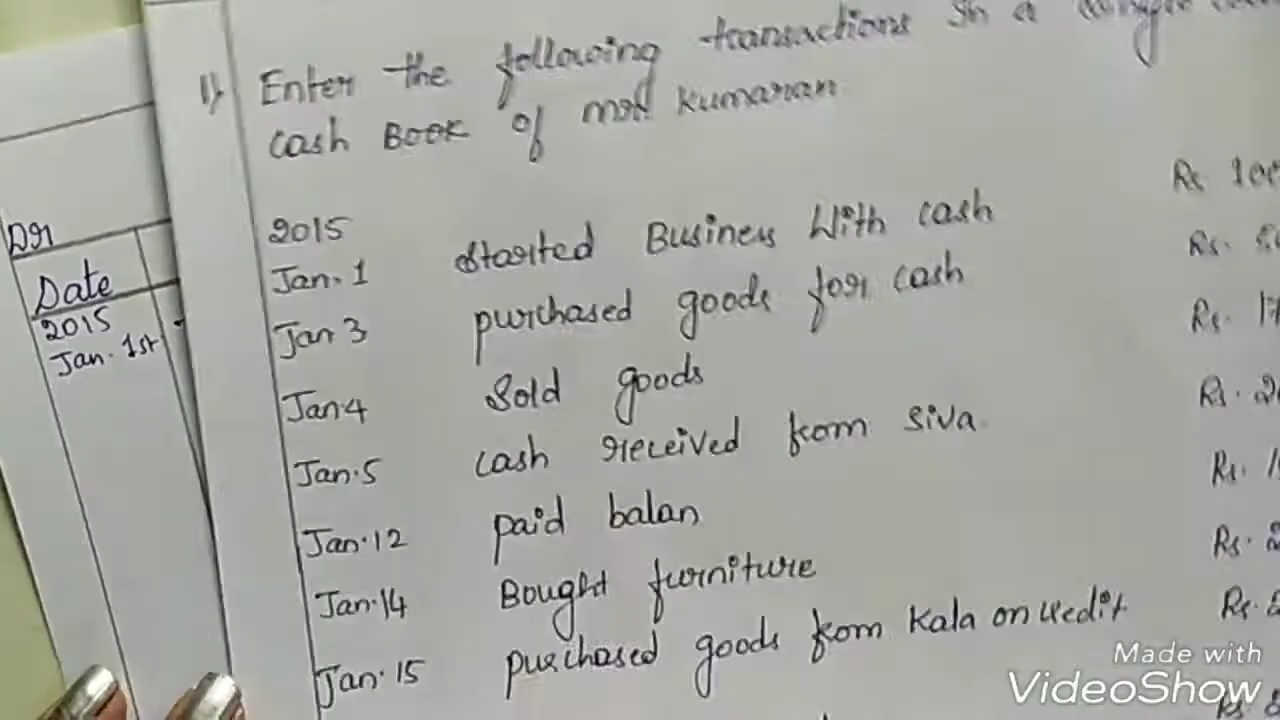 1) Enter the following transactions in a
cash Book of mr. Kumaran
2015
Jan. 1 Started Business With cash Rs
Jan 3 purchased goods for cash Rs.
Jan 4 Sold goods Rs.
Jan. 5 cash received from Siva Rs.
Jan. 12 paid balan Rs.
Jan. 14 Bought furniture Rs.
Jan. 15 purchased goods from Kala on credit Rs.
Dr
Date
2015
Jan. 1st
Made with
VideoShow